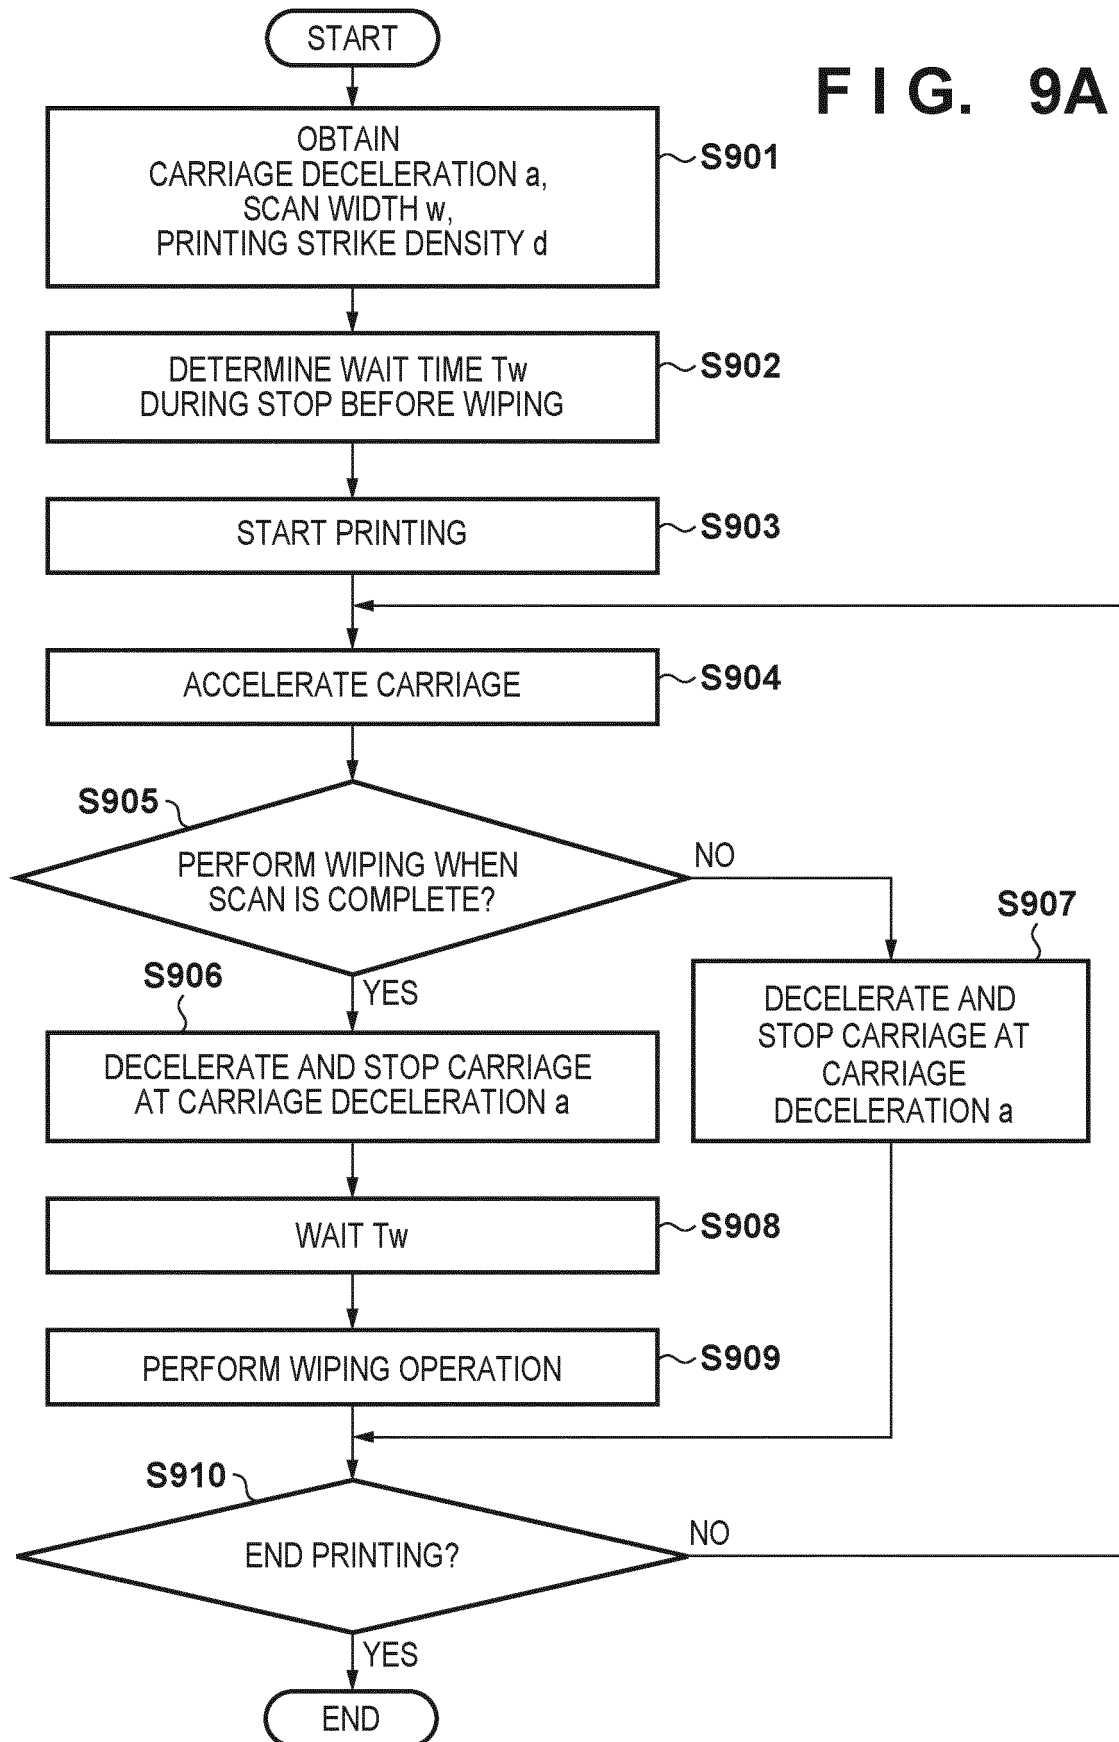 START
FIG. 9A
OBTAIN
CARRIAGE DECELERATION a,
SCAN WIDTH w,
PRINTING STRIKE DENSITY d
S901
DETERMINE WAIT TIME Tw
DURING STOP BEFORE WIPING
S902
START PRINTING
S903
ACCELERATE CARRIAGE
S904
S905
PERFORM WIPING WHEN
SCAN IS COMPLETE?
NO
YES
S906
DECELERATE AND STOP CARRIAGE
AT CARRIAGE DECELERATION a
S907
DECELERATE AND
STOP CARRIAGE AT
CARRIAGE
DECELERATION a
WAIT Tw
S908
PERFORM WIPING OPERATION
S909
S910
END PRINTING?
NO
YES
END